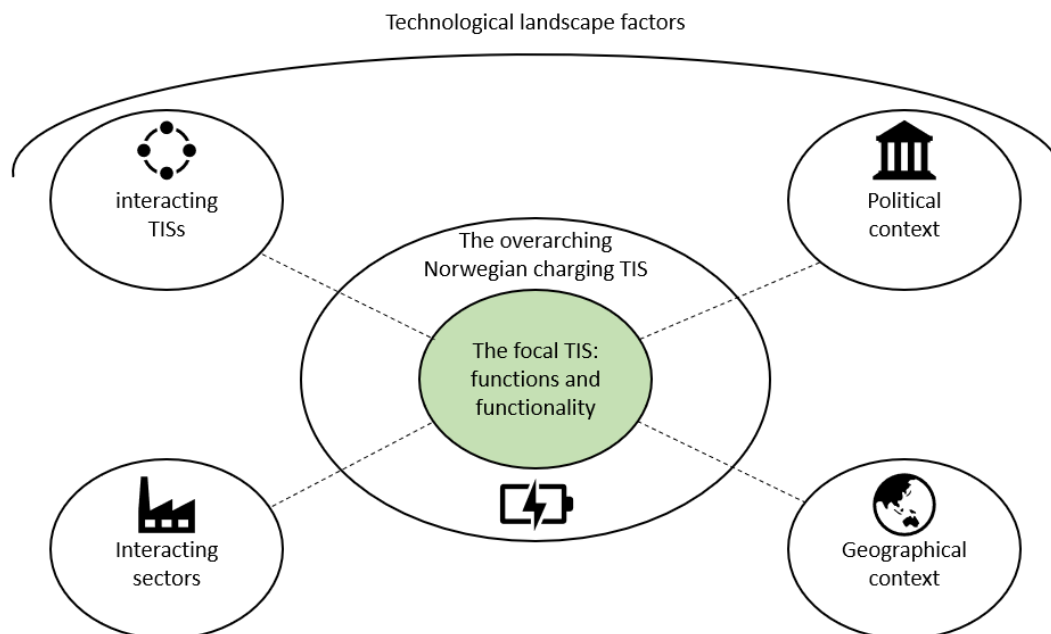 Technological landscape factors
interacting
TISs
Political
context
The overarching
Norwegian charging TIS
The focal TIS:
functions and
functionality
Interacting
sectors
Geographical
context